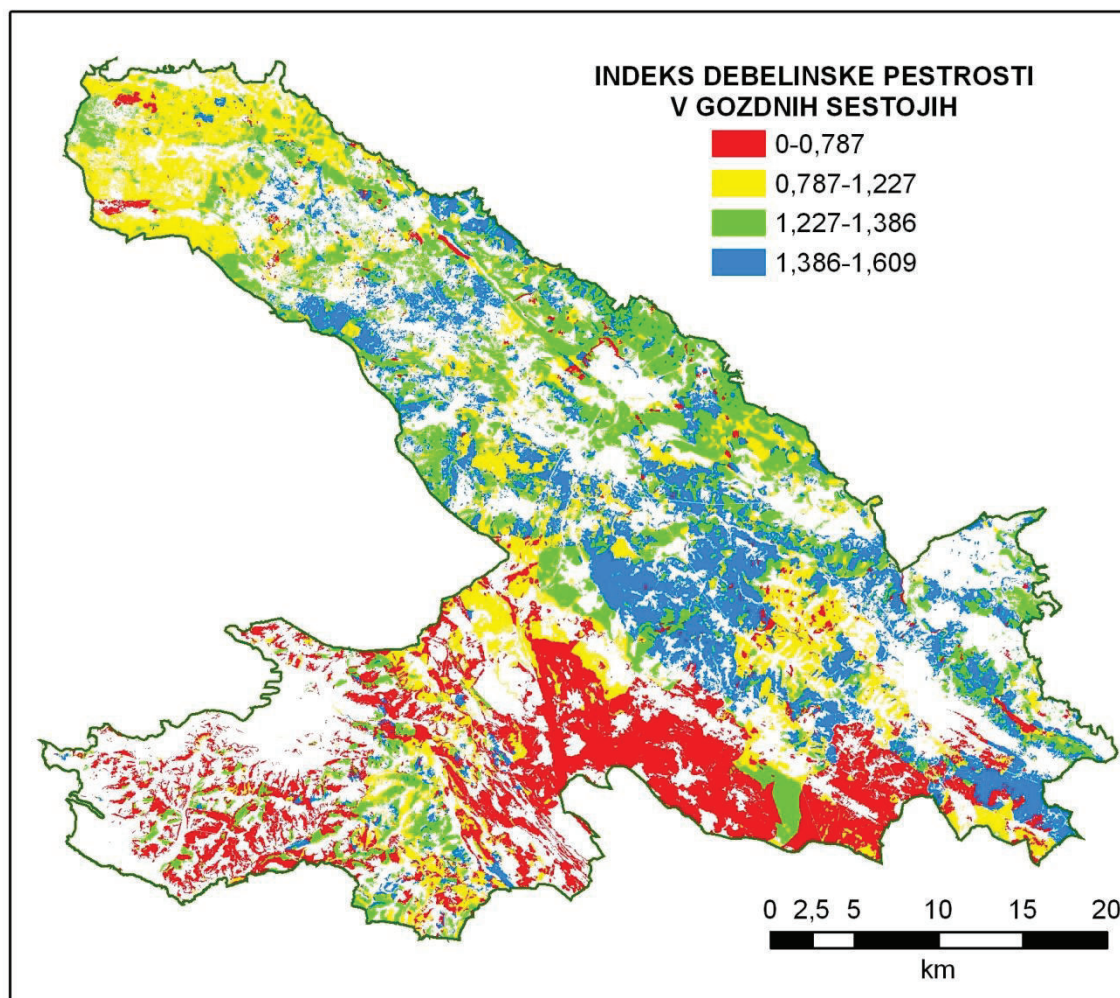 INDEKS DEBELINSKE PESTROSTI
V GOZDNIH SESTOJIH
0-0,787
0,787-1,227
1,227-1,386
1,386-1,609
0 2,5 5 10 15 20
km